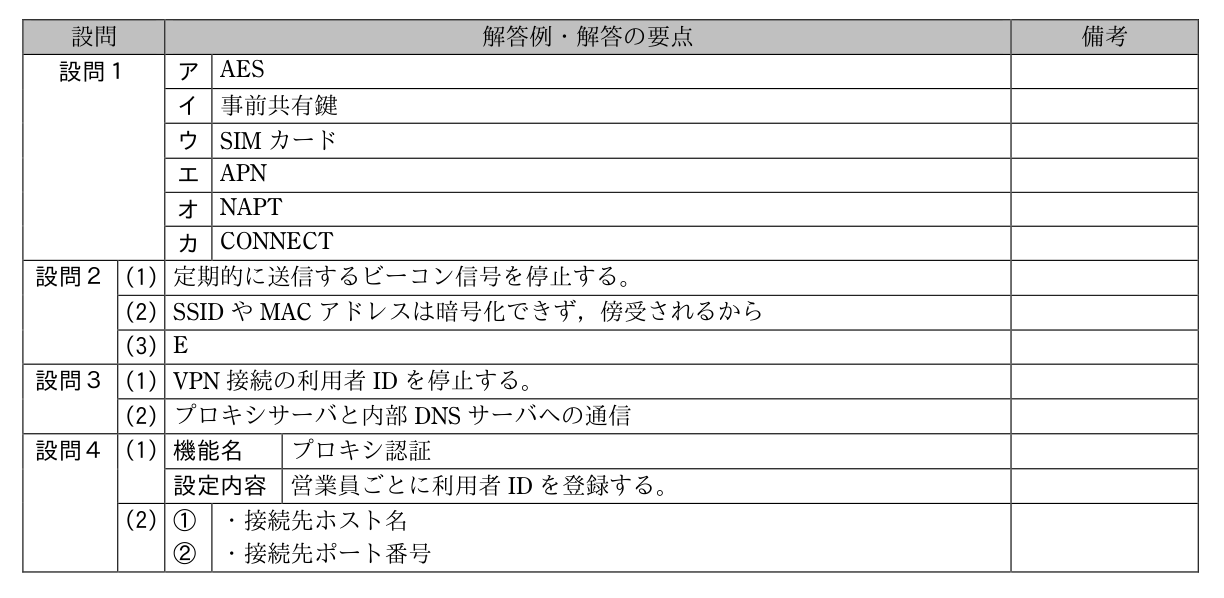 設問 解答例・解答の要点 備考
設問1 ア AES
イ 事前共有鍵
ウ SIM カード
エ APN
オ NAPT
カ CONNECT
設問2 (1) 定期的に送信するビーコン信号を停止する。
(2) SSID や MAC アドレスは暗号化できず，傍受されるから
(3) E
設問3 (1) VPN 接続の利用者 ID を停止する。
(2) プロキシサーバと内部 DNS サーバへの通信
設問4 (1) 機能名 プロキシ認証
設定内容 営業員ごとに利用者 ID を登録する。
(2) ① ・接続先ホスト名
② ・接続先ポート番号